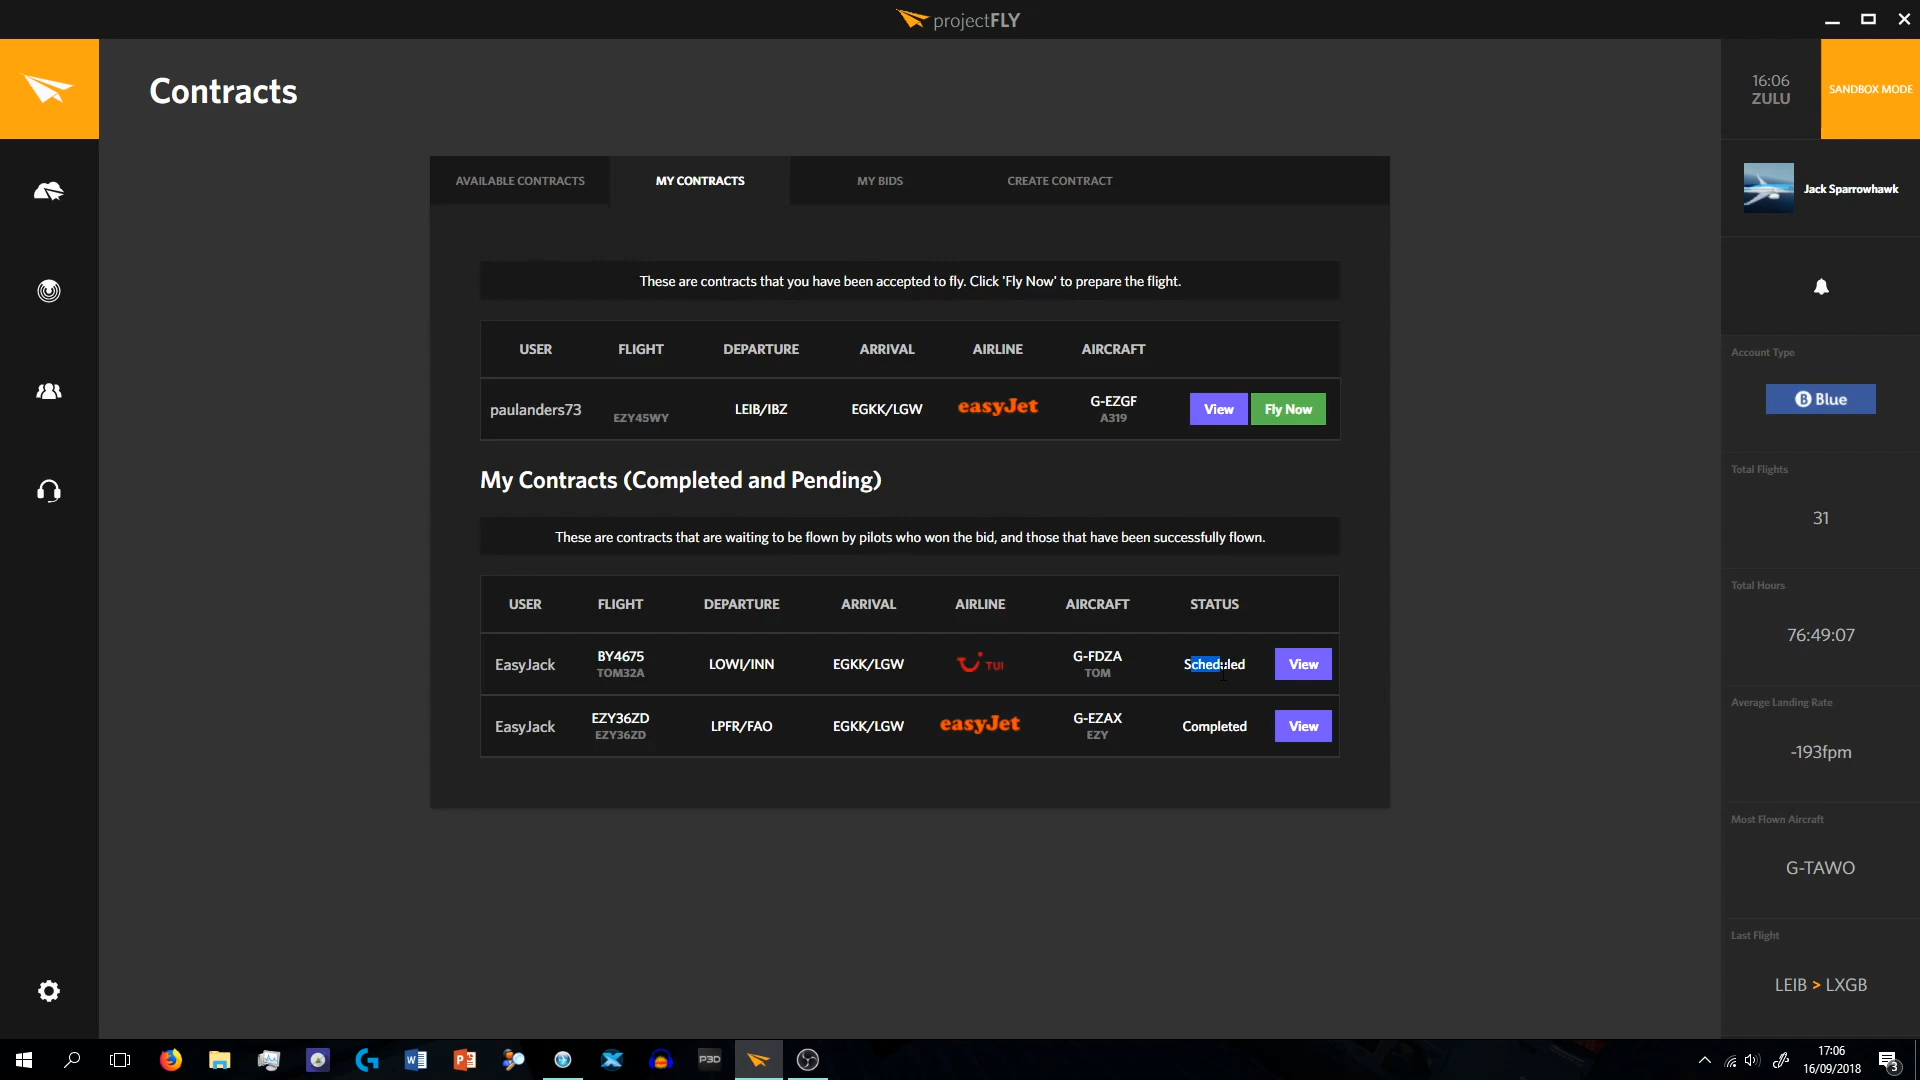 projectFLY
Contracts
16:06
ZULU
SANDBOX MODE
AVAILABLE CONTRACTS
MY CONTRACTS
MY BIDS
CREATE CONTRACT
Jack Sparrowhawk
These are contracts that you have been accepted to fly. Click 'Fly Now' to prepare the flight.
USER FLIGHT DEPARTURE ARRIVAL AIRLINE AIRCRAFT
paulanders73 EZY45WY LEIB/IBZ EGKK/LGW easyJet G-EZGF A319 View Fly Now
My Contracts (Completed and Pending)
These are contracts that are waiting to be flown by pilots who won the bid, and those that have been successfully flown.
USER FLIGHT DEPARTURE ARRIVAL AIRLINE AIRCRAFT STATUS
EasyJack BY4675 TOM32A LOWI/INN EGKK/LGW TUI G-FDZA TOM Scheduled View
EasyJack EZY36ZD EZY36ZD LPFR/FAO EGKK/LGW easyJet G-EZAX EZY Completed View
Account Type
B Blue
Total Flights
31
Total Hours
76:49:07
Average Landing Rate
-193fpm
Most Flown Aircraft
G-TAWO
Last Flight
LEIB > LXGB
P3D
17:06
16/09/2018
3